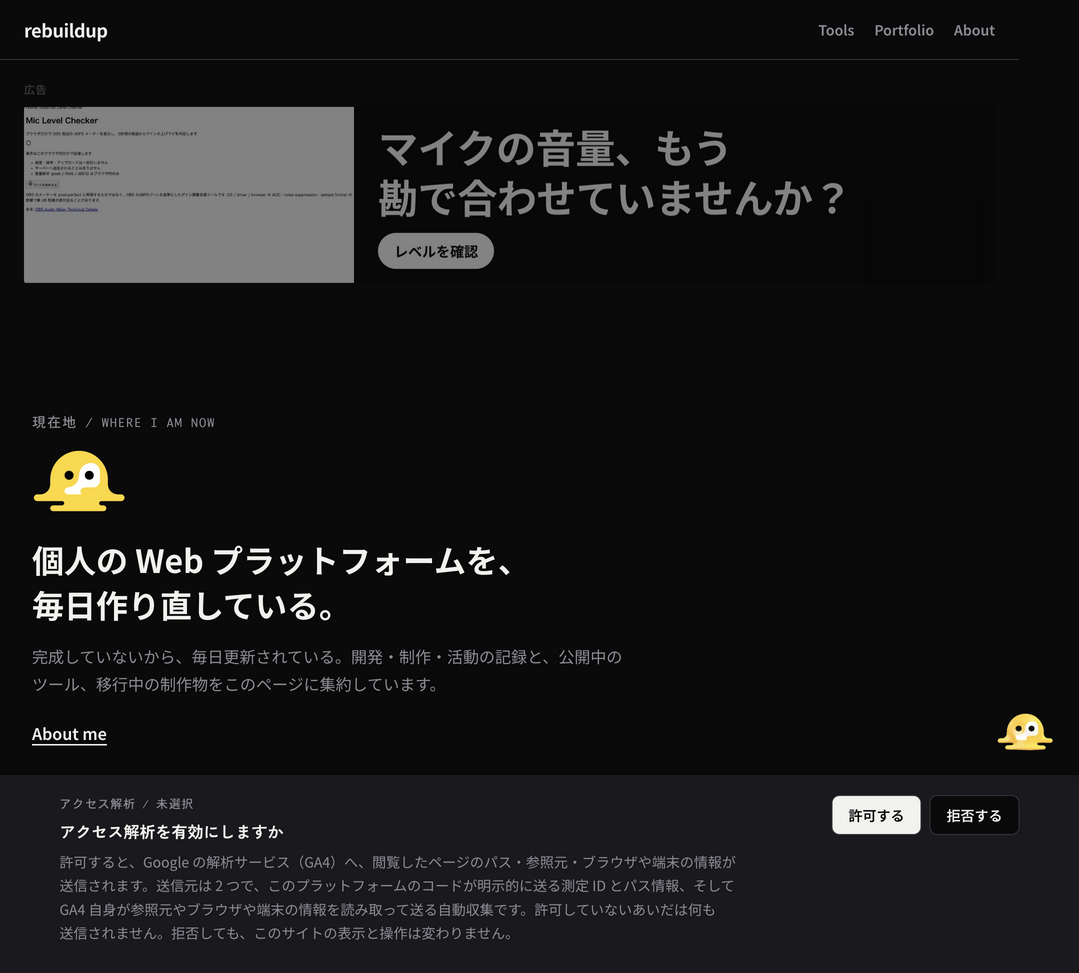 rebuildup
Tools
Portfolio
About
広告
Mic Level Checker
マイクの音量、もう
勘で合わせていませんか？
レベルを確認
現在地 / WHERE I AM NOW
個人の Web プラットフォームを、
毎日作り直している。
完成していないから、毎日更新されている。開発・制作・活動の記録と、公開中の
ツール、移行中の制作物をこのページに集約しています。
About me
アクセス解析 / 未選択
アクセス解析を有効にしますか
許可すると、Google の解析サービス（GA4）へ、閲覧したページのパス・参照元・ブラウザや端末の情報が
送信されます。送信元は 2 つで、このプラットフォームのコードが明示的に送る測定 ID とパス情報、そして
GA4 自身が参照元やブラウザや端末の情報を読み取って送る自動収集です。許可していないあいだは何も
送信されません。拒否しても、このサイトの表示と操作は変わりません。
許可する
拒否する